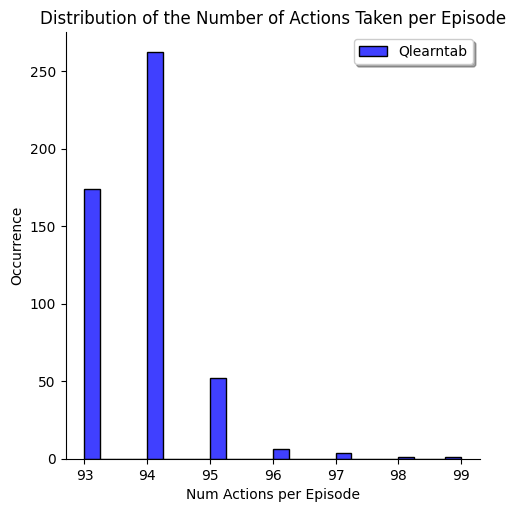 Distribution of the Number of Actions Taken per Episode
Qlearntab
250
200
150
100
50
0
Occurrence
93 94 95 96 97 98 99
Num Actions per Episode